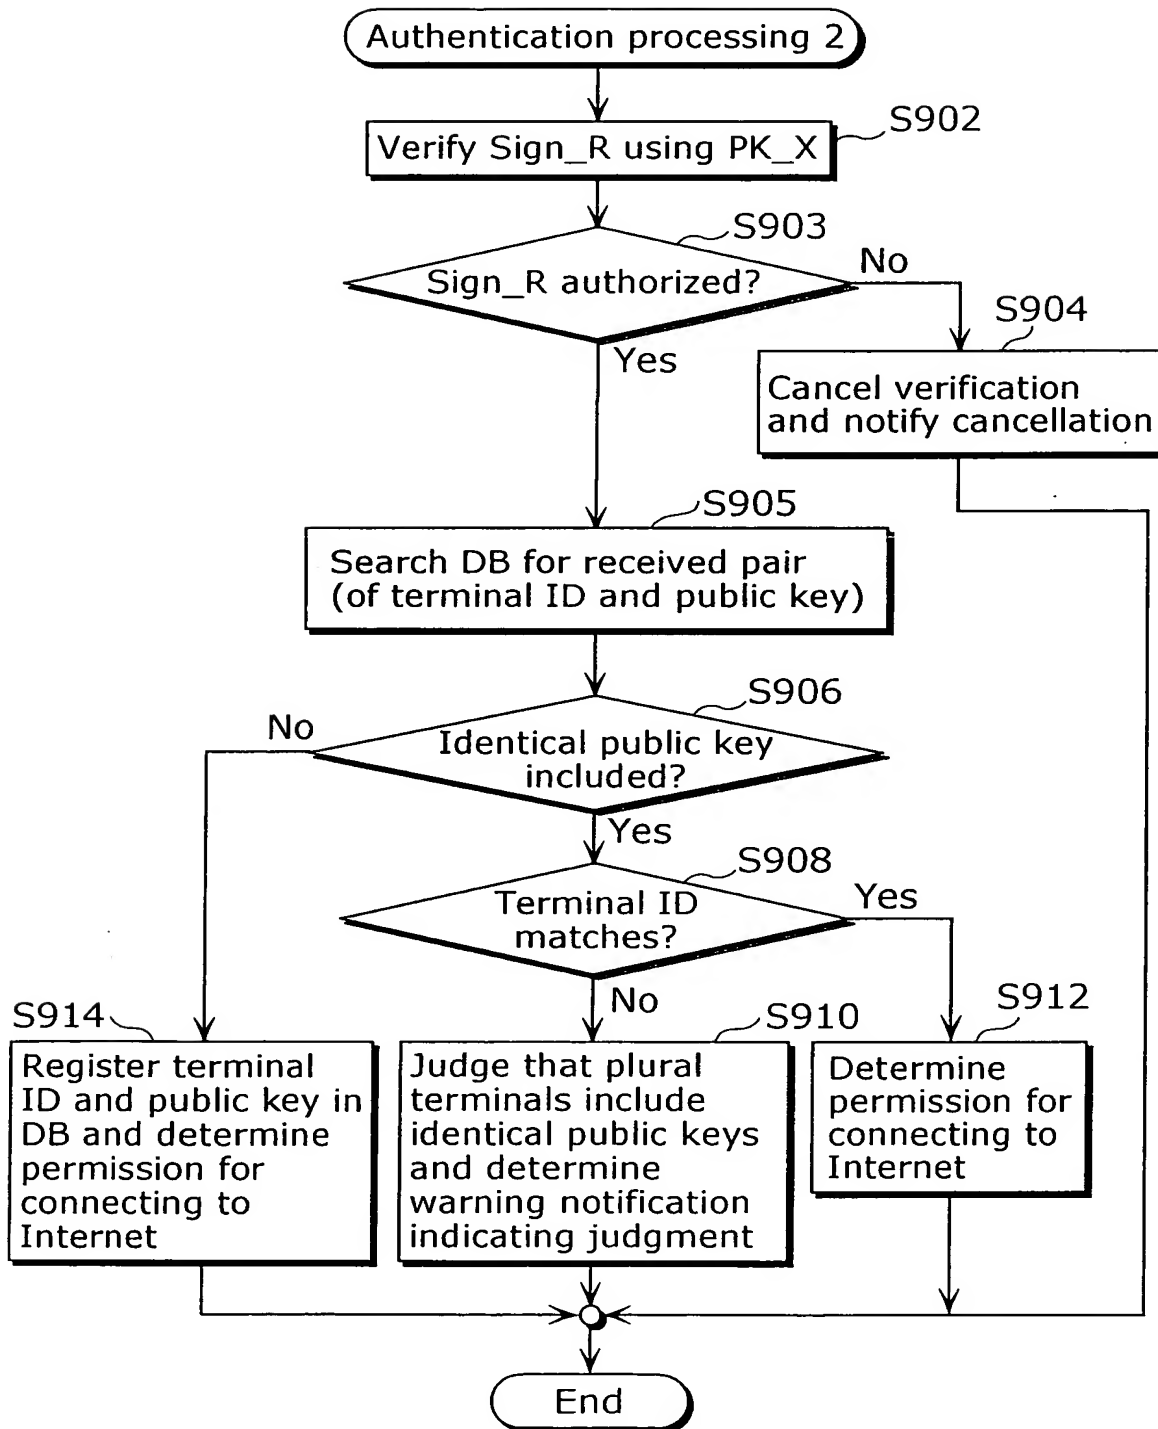 Authentication processing 2
S902
Verify Sign_R using PK_X
S903
Sign_R authorized?
No
Yes
S904
Cancel verification
and notify cancellation
S905
Search DB for received pair
(of terminal ID and public key)
S906
No
Identical public key
included?
Yes
S908
Terminal ID
matches?
Yes
No
S914
Register terminal
ID and public key in
DB and determine
permission for
connecting to
Internet
S910
Judge that plural
terminals include
identical public keys
and determine
warning notification
indicating judgment
S912
Determine
permission for
connecting to
Internet
End